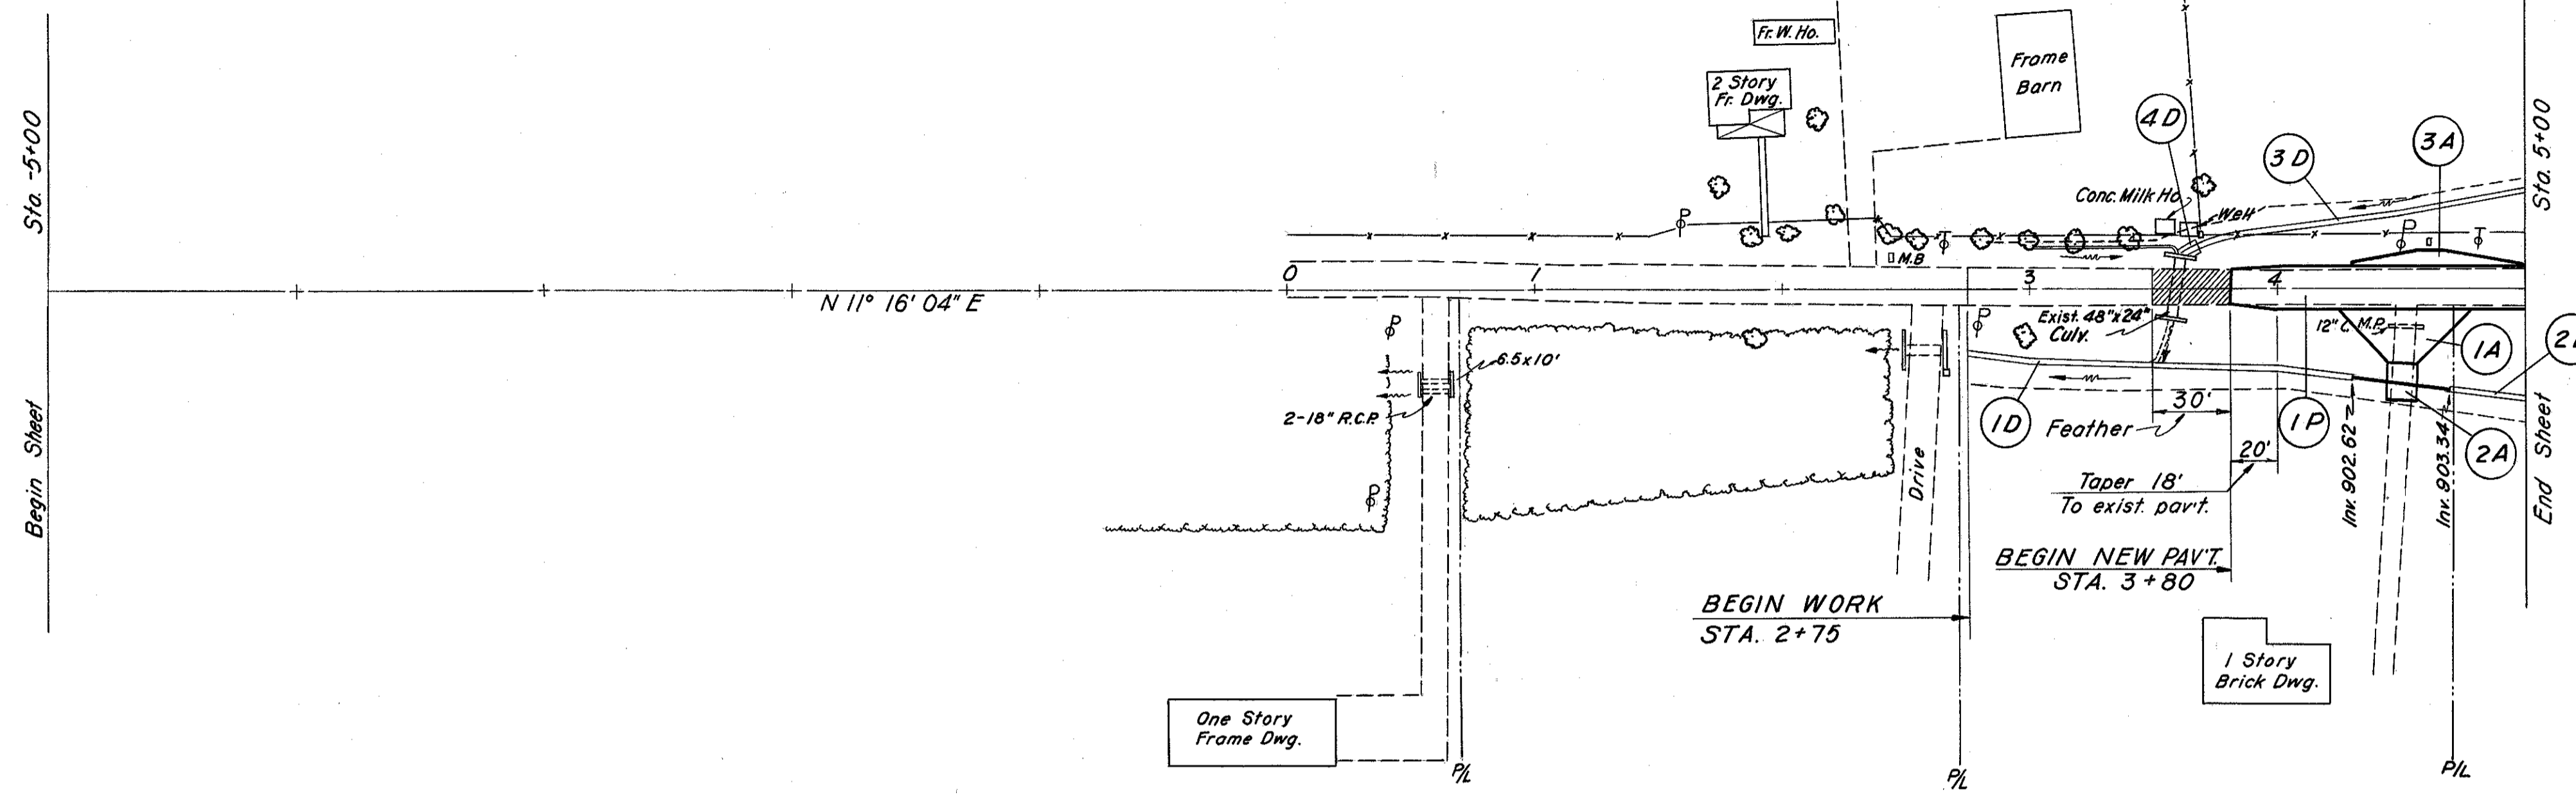 Sta. -5+00
Begin Sheet
N 11° 16' 04" E
0
1
3
4
Fr. W. Ho.
2 Story
Fr. Dwg.
Frame
Barn
4D
3D
3A
Conc. Milk Ho.
Well
P
T
P
T
M.B
P
P
P
6.5x10'
2-18" R.C.P.
Exist. 48"x24"
Culv.
12" C.M.P.
1A
2A
1D
1P
30'
Feather
20'
Taper 18'
To exist. pav't.
Inv. 902.62
Inv. 903.34
Drive
BEGIN NEW PAV'T.
STA. 3+80
BEGIN WORK
STA. 2+75
1 Story
Brick Dwg.
One Story
Frame Dwg.
P/L
P/L
P/L
Sta. 5+00
End Sheet